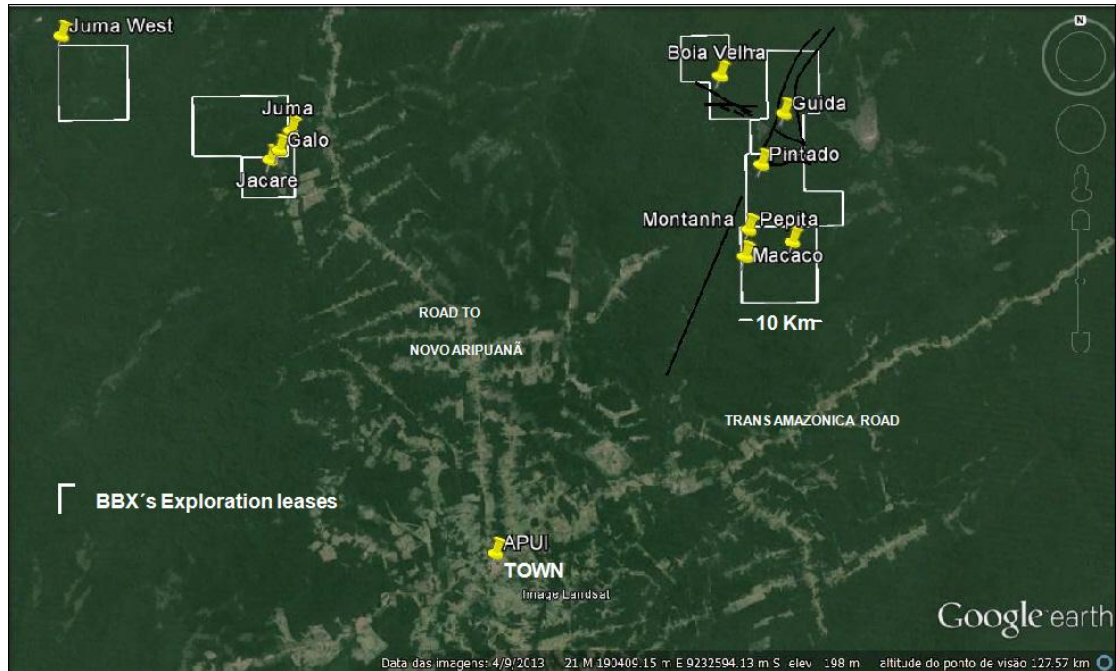 N
Juma West
Boia Velha
Juma
Guida
Galo
Pintado
Jacare
Montanha
Pepita
Macaco
ROAD TO
10 Km
NOVO ARIPUANÃ
TRANS AMAZONICA ROAD
BBX´s Exploration leases
APUI
TOWN
Image Landsat
Google earth
Data das imagens: 4/9/2013 21 M 190409.15 m E 9232594.13 m S elev 198 m altitude do ponto de visão 127.57 km